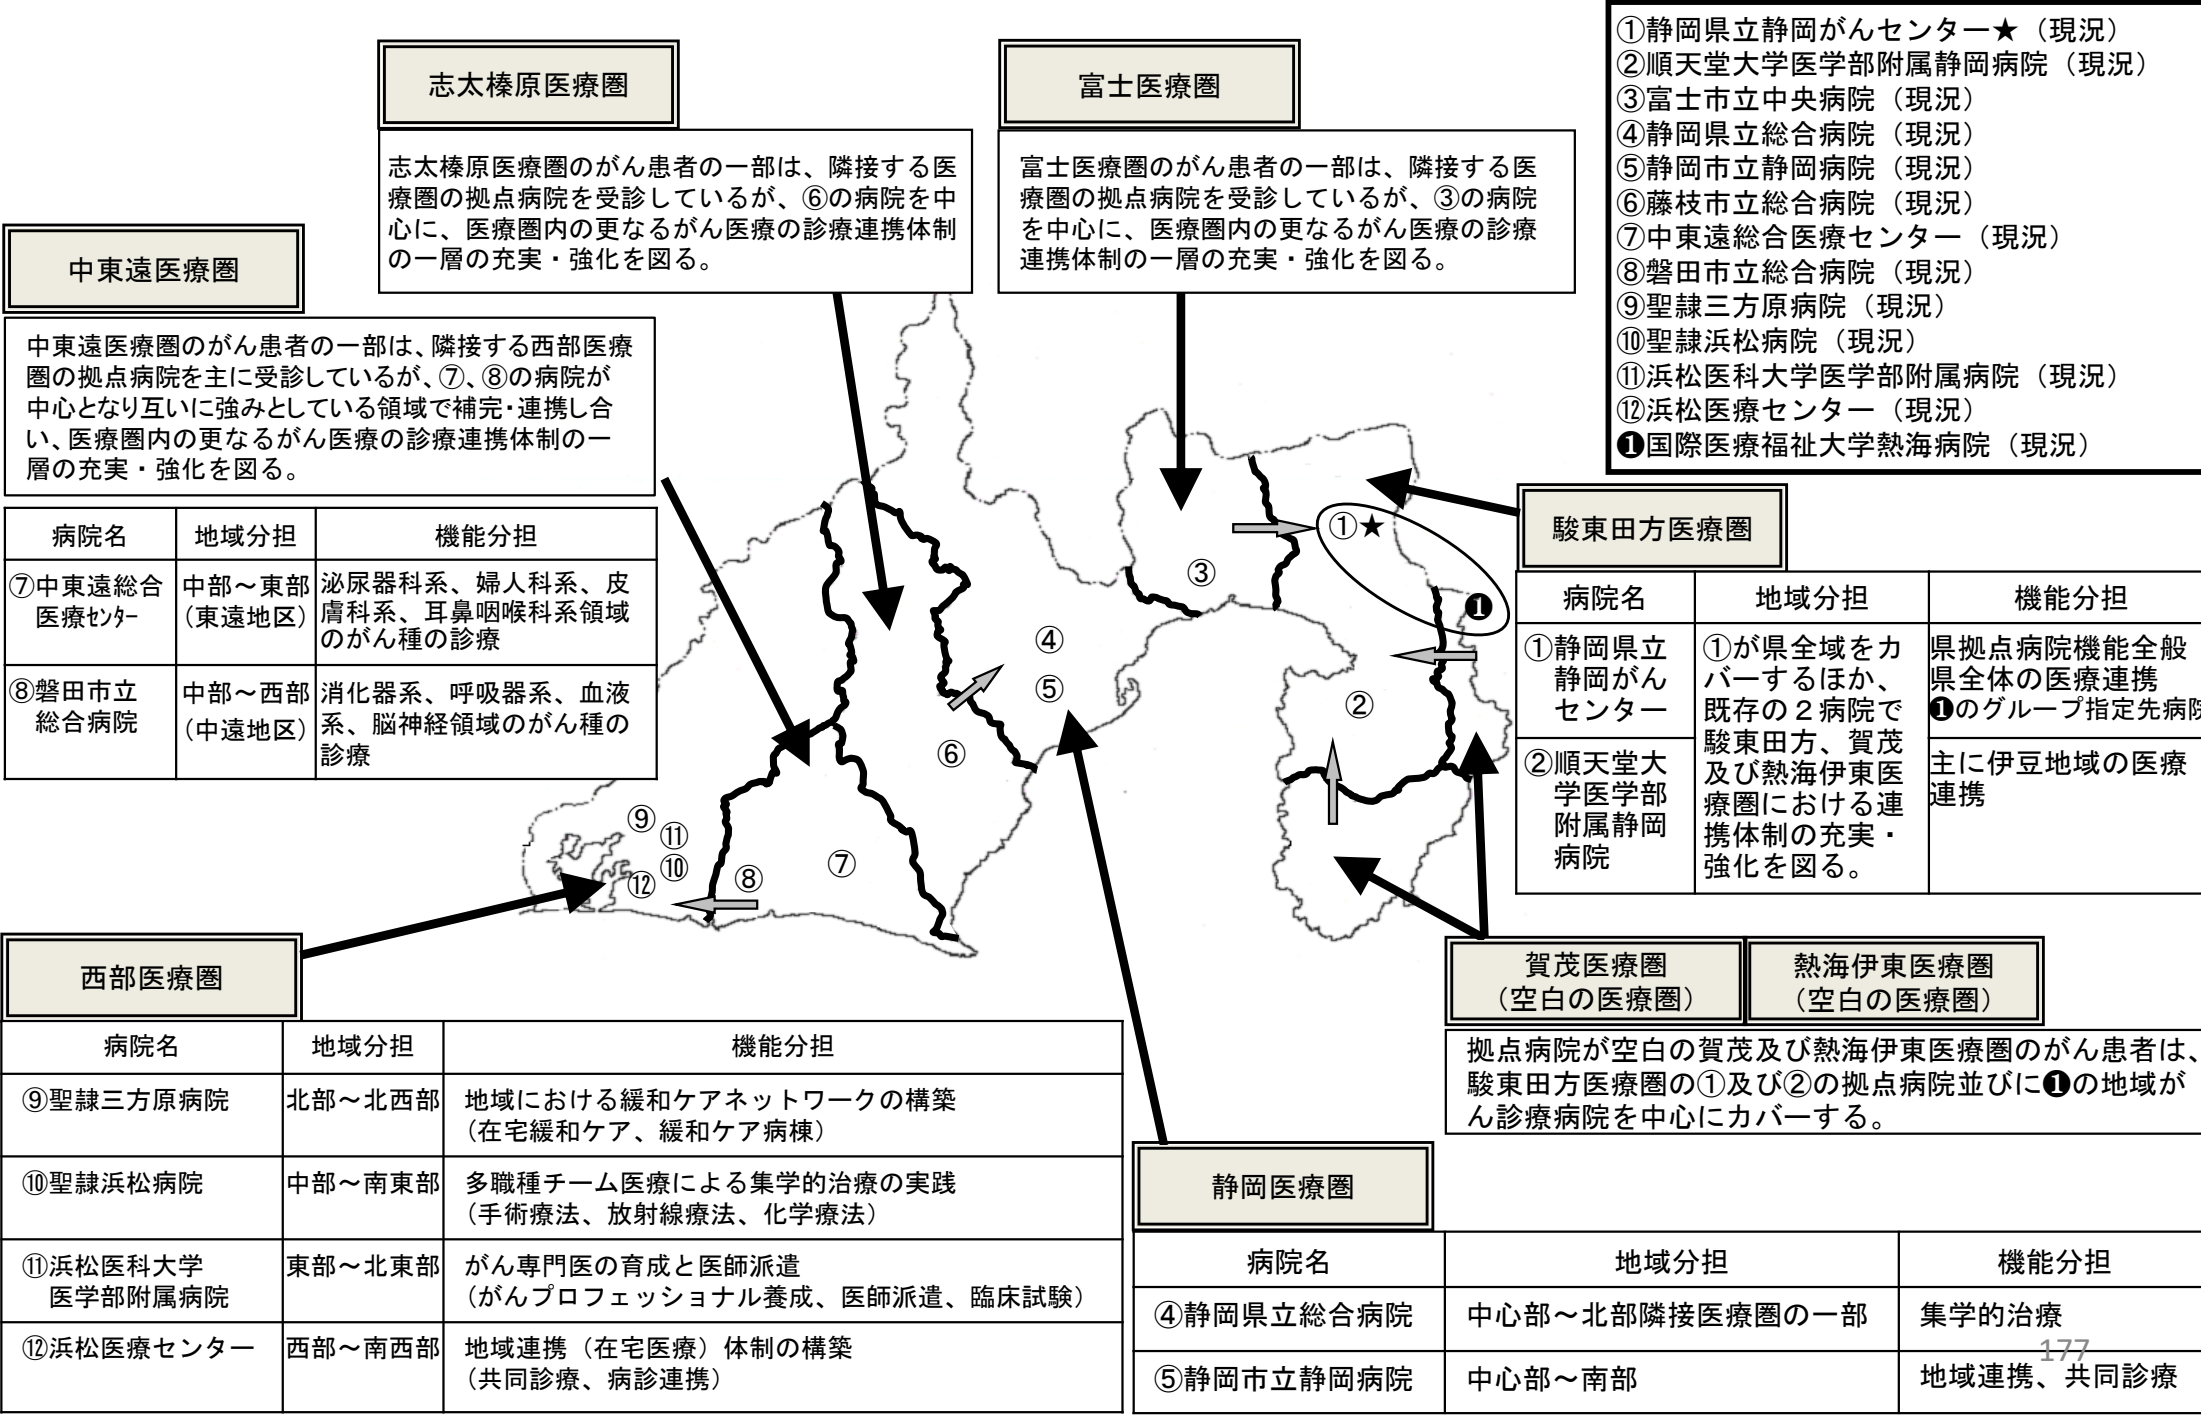 ①静岡県立静岡がんセンター★（現況）
②順天堂大学医学部附属静岡病院（現況）
③富士市立中央病院（現況）
④静岡県立総合病院（現況）
⑤静岡市立静岡病院（現況）
⑥藤枝市立総合病院（現況）
⑦中東遠総合医療センター（現況）
⑧磐田市立総合病院（現況）
⑨聖隷三方原病院（現況）
⑩聖隷浜松病院（現況）
⑪浜松医科大学医学部附属病院（現況）
⑫浜松医療センター（現況）
❶国際医療福祉大学熱海病院（現況）
志太榛原医療圏
志太榛原医療圏のがん患者の一部は、隣接する医
療圏の拠点病院を受診しているが、⑥の病院を中
心に、医療圏内の更なるがん医療の診療連携体制
の一層の充実・強化を図る。
富士医療圏
富士医療圏のがん患者の一部は、隣接する医
療圏の拠点病院を受診しているが、③の病院
を中心に、医療圏内の更なるがん医療の診療
連携体制の一層の充実・強化を図る。
中東遠医療圏
中東遠医療圏のがん患者の一部は、隣接する西部医療
圏の拠点病院を主に受診しているが、⑦、⑧の病院が
中心となり互いに強みとしている領域で補完・連携し合
い、医療圏内の更なるがん医療の診療連携体制の一
層の充実・強化を図る。
病院名 地域分担 機能分担
⑦中東遠総合
医療センター
中部～東部
（東遠地区）
泌尿器科系、婦人科系、皮
膚科系、耳鼻咽喉科系領域
のがん種の診療
⑧磐田市立
総合病院
中部～西部
（中遠地区）
消化器系、呼吸器系、血液
系、脳神経領域のがん種の
診療
①★
③
❶
④
⑤
②
⑥
⑨
⑪
⑩
⑫
⑧
⑦
駿東田方医療圏
病院名 地域分担 機能分担
①静岡県立
静岡がん
センター
①が県全域をカ
バーするほか、
既存の２病院で
駿東田方、賀茂
及び熱海伊東医
療圏における連
携体制の充実・
強化を図る。
県拠点病院機能全般
県全体の医療連携
❶のグループ指定先病院
②順天堂大
学医学部
附属静岡
病院
主に伊豆地域の医療
連携
賀茂医療圏
（空白の医療圏）
熱海伊東医療圏
（空白の医療圏）
拠点病院が空白の賀茂及び熱海伊東医療圏のがん患者は、
駿東田方医療圏の①及び②の拠点病院並びに❶の地域が
ん診療病院を中心にカバーする。
西部医療圏
病院名 地域分担 機能分担
⑨聖隷三方原病院 北部～北西部 地域における緩和ケアネットワークの構築
（在宅緩和ケア、緩和ケア病棟）
⑩聖隷浜松病院 中部～南東部 多職種チーム医療による集学的治療の実践
（手術療法、放射線療法、化学療法）
⑪浜松医科大学
医学部附属病院
東部～北東部 がん専門医の育成と医師派遣
（がんプロフェッショナル養成、医師派遣、臨床試験）
⑫浜松医療センター 西部～南西部 地域連携（在宅医療）体制の構築
（共同診療、病診連携）
静岡医療圏
病院名 地域分担 機能分担
④静岡県立総合病院 中心部～北部隣接医療圏の一部 集学的治療
⑤静岡市立静岡病院 中心部～南部 地域連携、共同診療
177